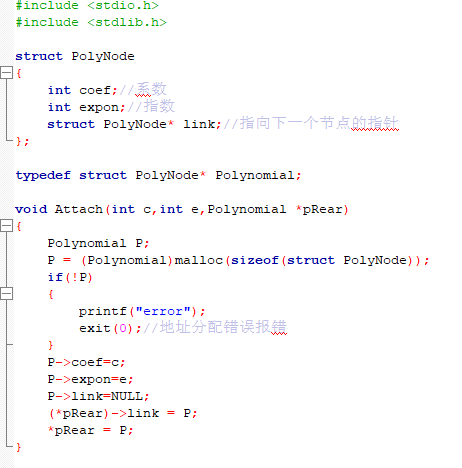 #include <stdio.h>
#include <stdlib.h>
struct PolyNode
{
int coef;//系数
int expon;//指数
struct PolyNode* link;//指向下一个节点的指针
};
typedef struct PolyNode* Polynomial;
void Attach(int c,int e,Polynomial *pRear)
{
Polynomial P;
P = (Polynomial)malloc(sizeof(struct PolyNode));
if(!P)
{
printf("error");
exit(0);//地址分配错误报错
}
P->coef=c;
P->expon=e;
P->link=NULL;
(*pRear)->link = P;
*pRear = P;
}